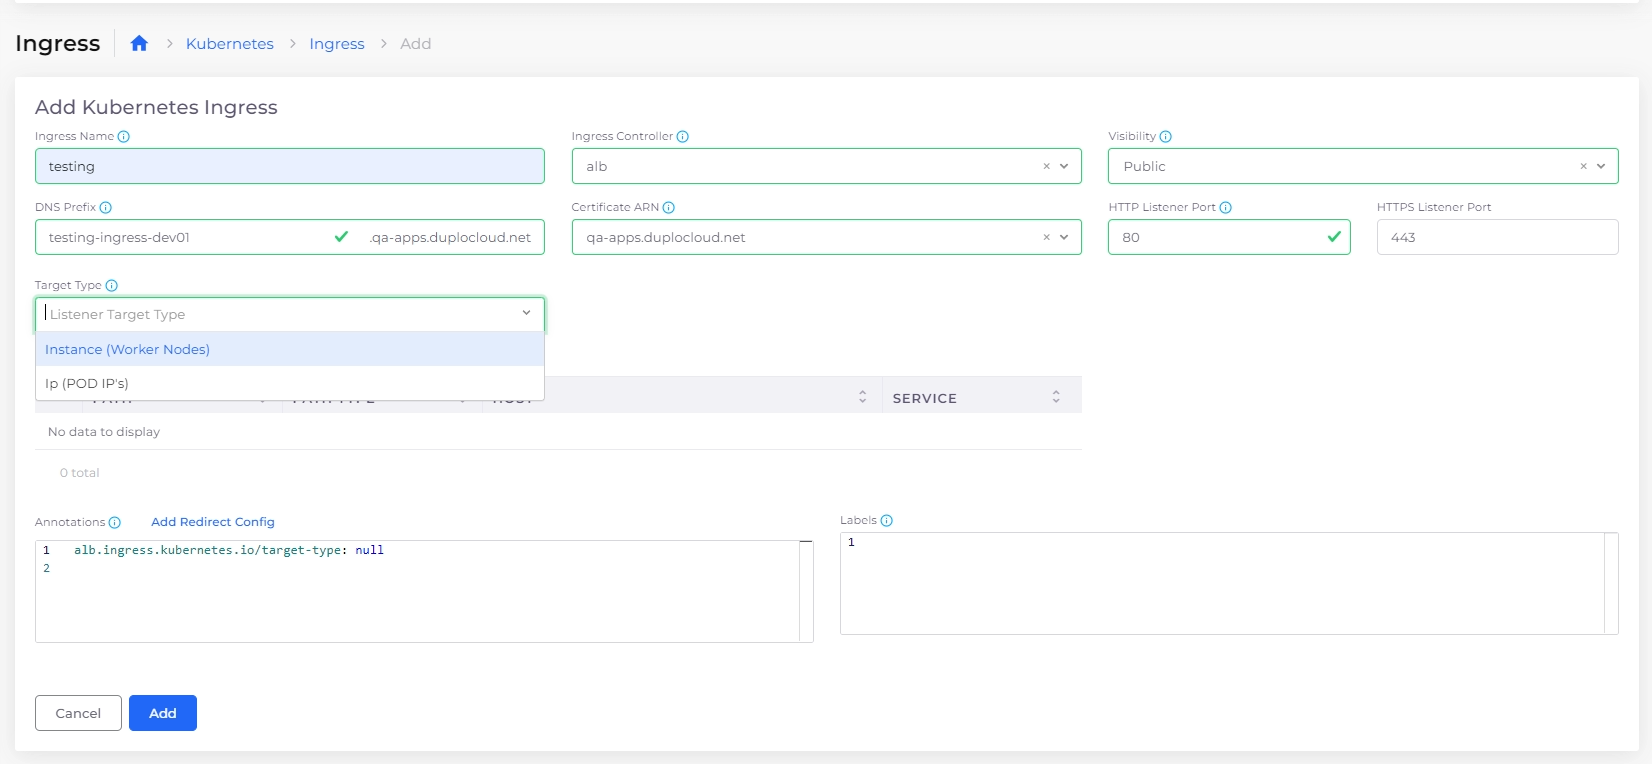 Ingress
Kubernetes
Ingress
Add
Add Kubernetes Ingress
Ingress Name
Ingress Controller
Visibility
testing
alb
Public
DNS Prefix
Certificate ARN
HTTP Listener Port
HTTPS Listener Port
testing-ingress-dev01
.qa-apps.duplocloud.net
qa-apps.duplocloud.net
80
443
Target Type
Listener Target Type
Instance (Worker Nodes)
Ip (POD IP's)
SERVICE
No data to display
0 total
Annotations
Add Redirect Config
Labels
1 alb.ingress.kubernetes.io/target-type: null
2
1
Cancel
Add